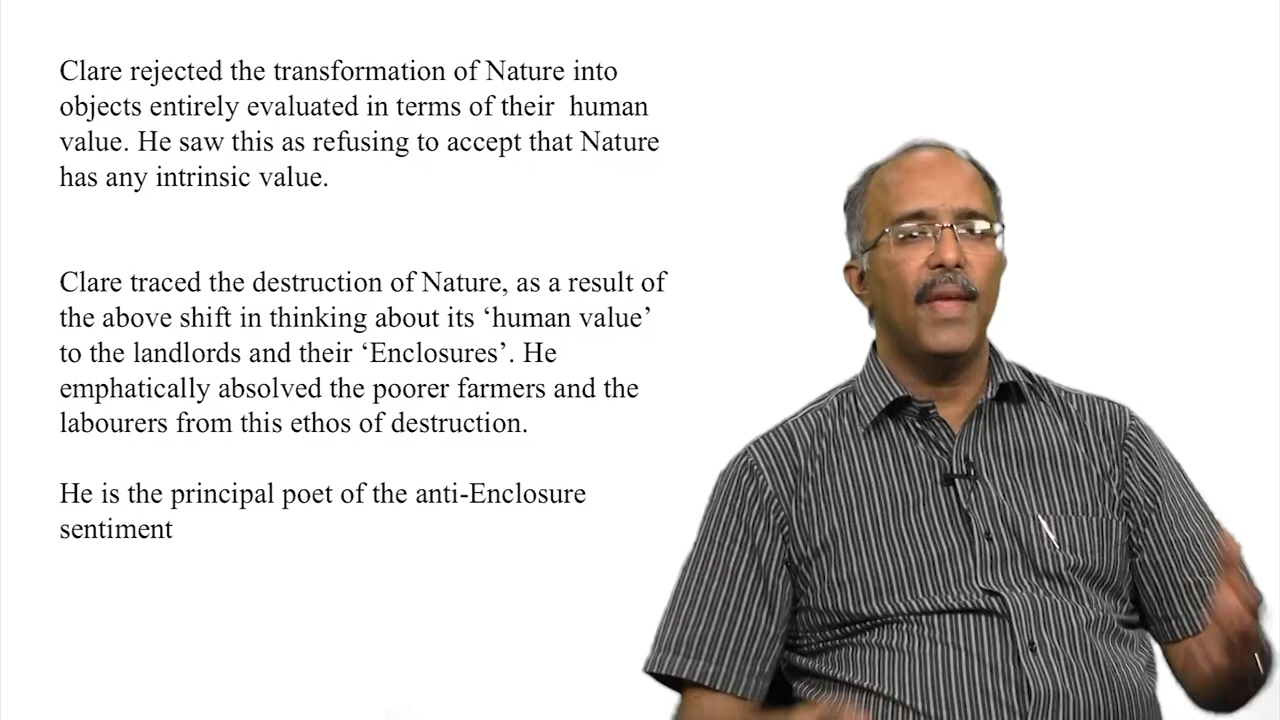 Clare rejected the transformation of Nature into
objects entirely evaluated in terms of their  human
value. He saw this as refusing to accept that Nature
has any intrinsic value.
Clare traced the destruction of Nature, as a result of
the above shift in thinking about its ‘human value’
to the landlords and their ‘Enclosures’. He
emphatically absolved the poorer farmers and the
labourers from this ethos of destruction.
He is the principal poet of the anti-Enclosure
sentiment